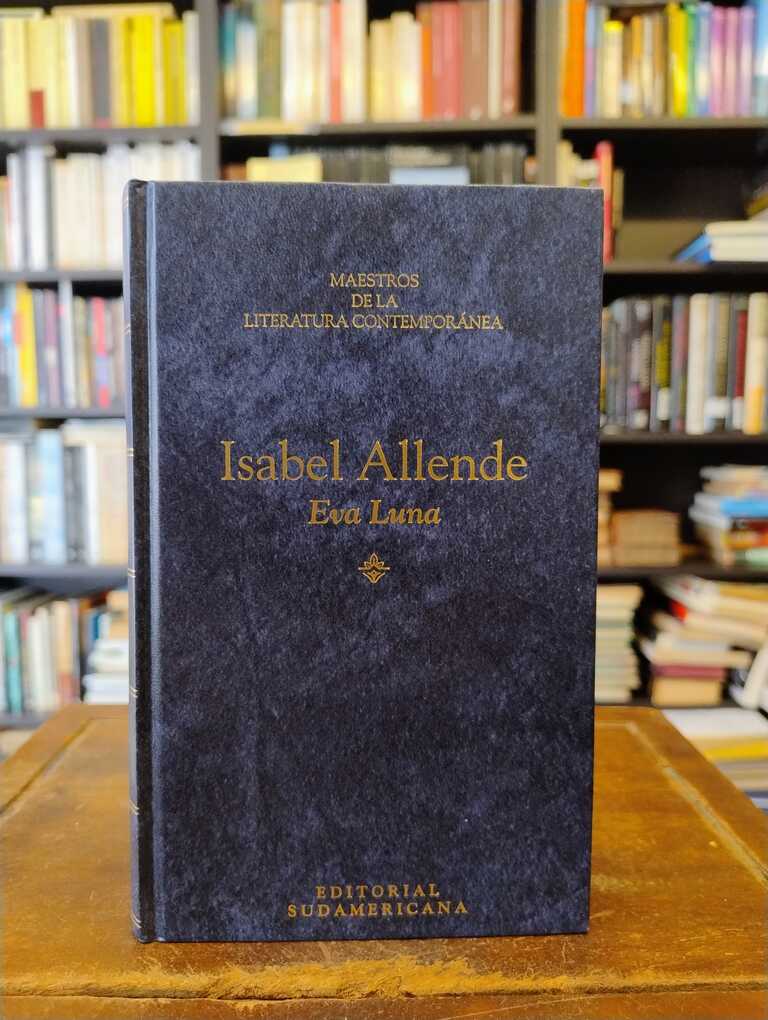 MAESTROS
DE LA
LITERATURA CONTEMPORÁNEA
Isabel Allende
Eva Luna
EDITORIAL
SUDAMERICANA